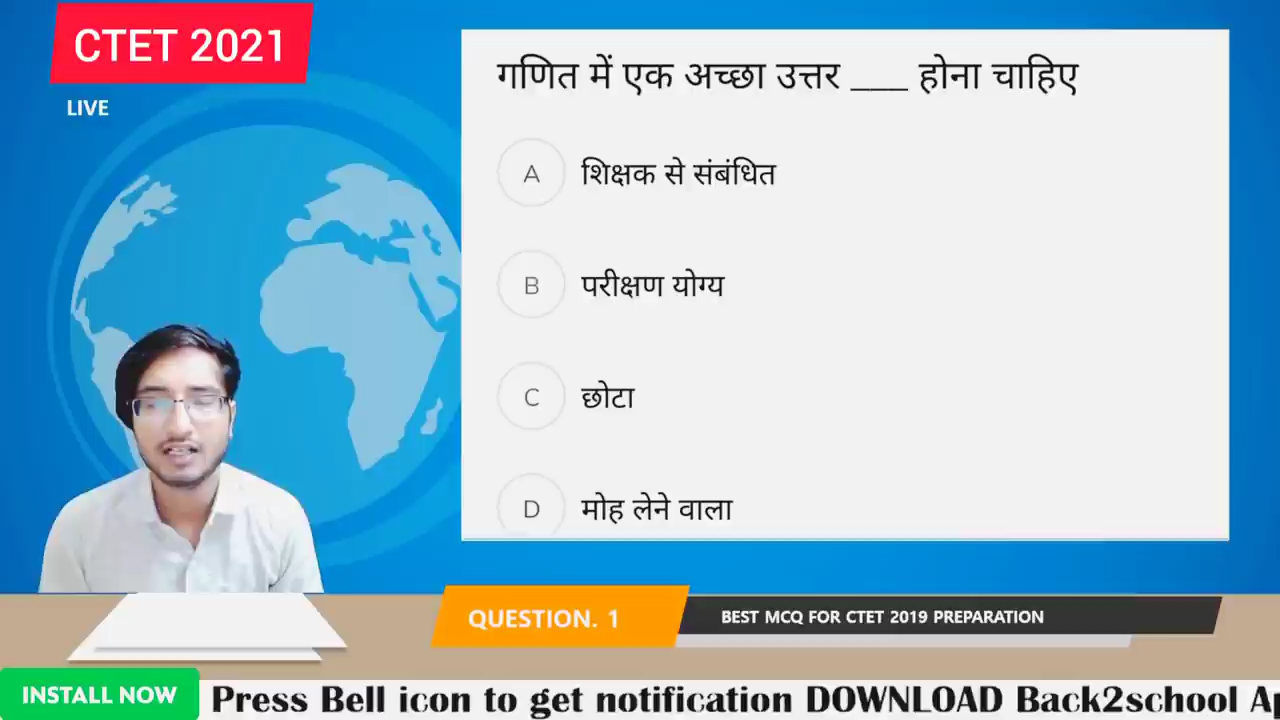 CTET 2021
LIVE
गणित में एक अच्छा उत्तर ___ होना चाहिए
A शिक्षक से संबंधित
B परीक्षण योग्य
C छोटा
D मोह लेने वाला
QUESTION. 1
BEST MCQ FOR CTET 2019 PREPARATION
INSTALL NOW
Press Bell icon to get notification DOWNLOAD Back2school